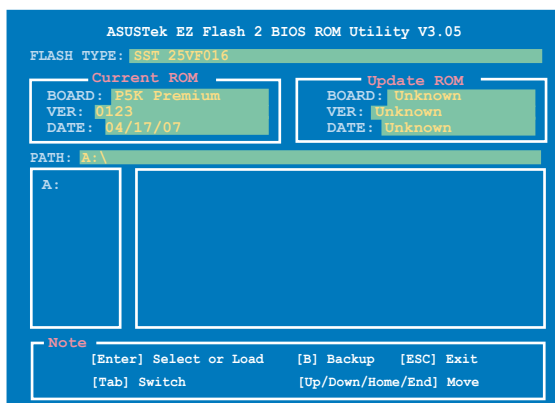 ASUSTek EZ Flash 2 BIOS ROM Utility V3.05
FLASH TYPE: SST 25VF016
Current ROM
BOARD: P5K Premium
VER: 0123
DATE: 04/17/07
Update ROM
BOARD: Unknown
VER: Unknown
DATE: Unknown
PATH: A:\
A:
Note
[Enter] Select or Load [B] Backup [ESC] Exit
[Tab] Switch [Up/Down/Home/End] Move